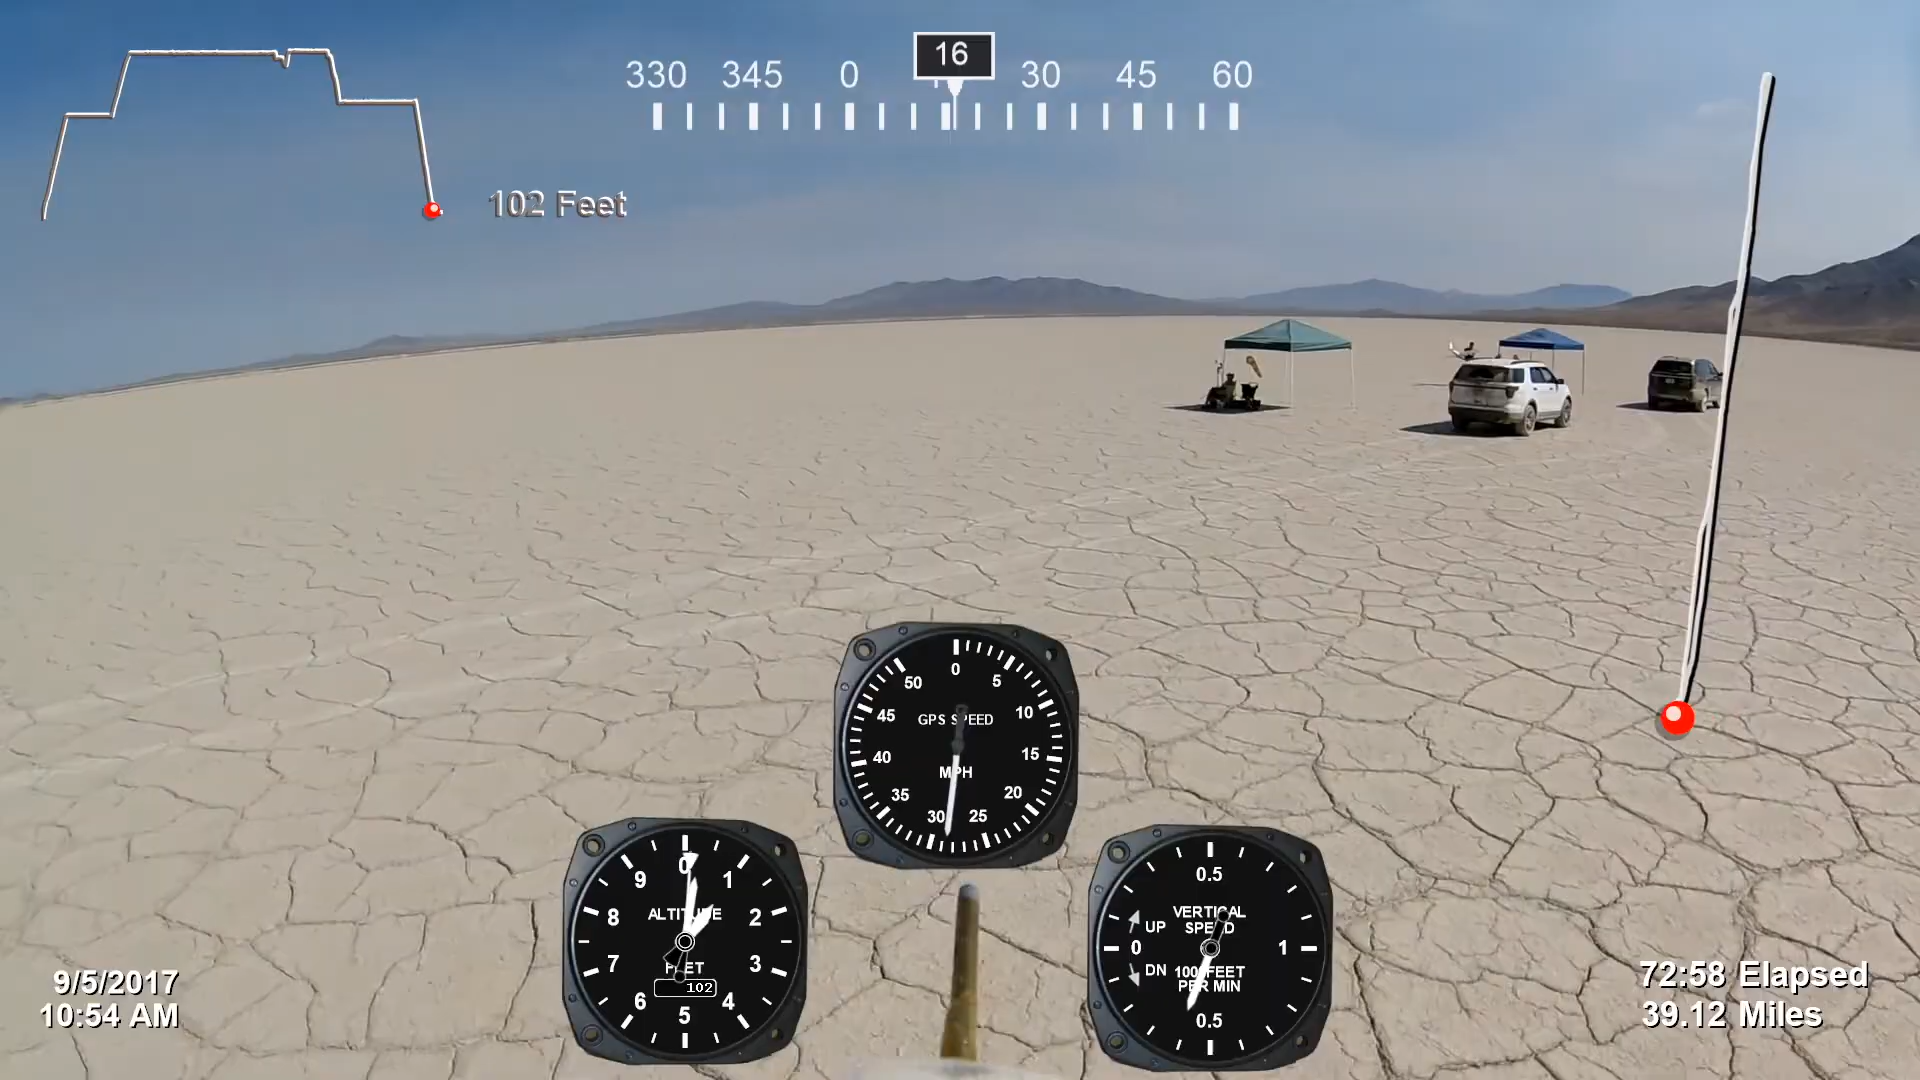 16
330 345 0 30 45 60
102 Feet
0
5
10
15
20
25
30
35
40
45
50
GPS SPEED
MPH
0
1
2
3
4
5
6
7
8
9
ALTITUDE
FEET
102
0.5
VERTICAL
SPEED
UP
0
1
DN
100 FEET
PER MIN
0.5
9/5/2017
10:54 AM
72:58 Elapsed
39.12 Miles